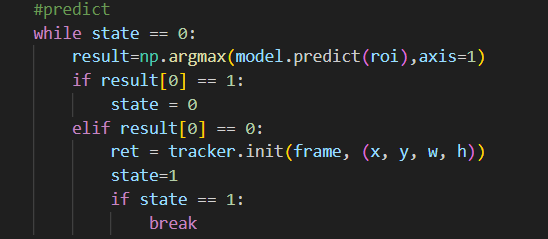 #predict
while state == 0:
    result=np.argmax(model.predict(roi),axis=1)
    if result[0] == 1:
        state = 0
    elif result[0] == 0:
        ret = tracker.init(frame, (x, y, w, h))
        state=1
        if state == 1:
            break